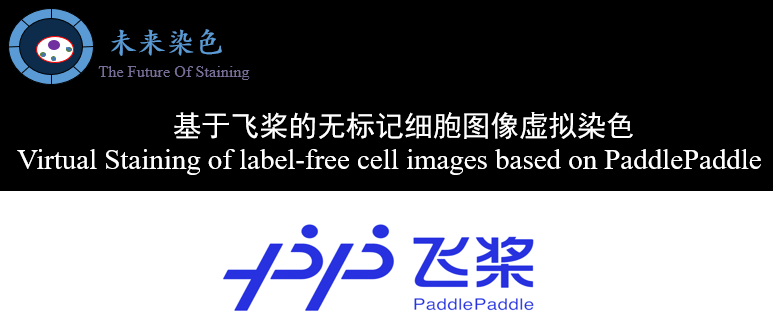 未来染色
The Future Of Staining
基于飞桨的无标记细胞图像虚拟染色
Virtual Staining of label-free cell images based on PaddlePaddle
飞桨
PaddlePaddle